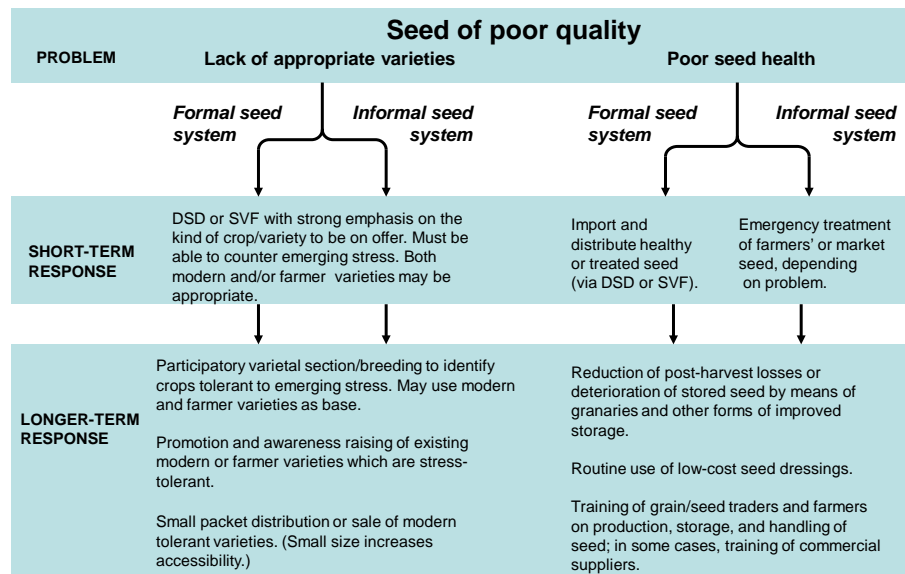 Seed of poor quality
PROBLEM
Lack of appropriate varieties
Poor seed health
Formal seed
system
Informal seed
system
Formal seed
system
Informal seed
system
SHORT-TERM
RESPONSE
DSD or SVF with strong emphasis on the
kind of crop/variety to be on offer. Must be
able to counter emerging stress. Both
modern and/or farmer varieties may be
appropriate.
Import and
distribute healthy
or treated seed
(via DSD or SVF).
Emergency treatment
of farmers' or market
seed, depending
on problem.
LONGER-TERM
RESPONSE
Participatory varietal section/breeding to identify
crops tolerant to emerging stress. May use modern
and farmer varieties as base.
Promotion and awareness raising of existing
modern or farmer varieties which are stress-
tolerant.
Small packet distribution or sale of modern
tolerant varieties. (Small size increases
accessibility.)
Reduction of post-harvest losses or
deterioration of stored seed by means of
granaries and other forms of improved
storage.
Routine use of low-cost seed dressings.
Training of grain/seed traders and farmers
on production, storage, and handling of
seed; in some cases, training of commercial
suppliers.